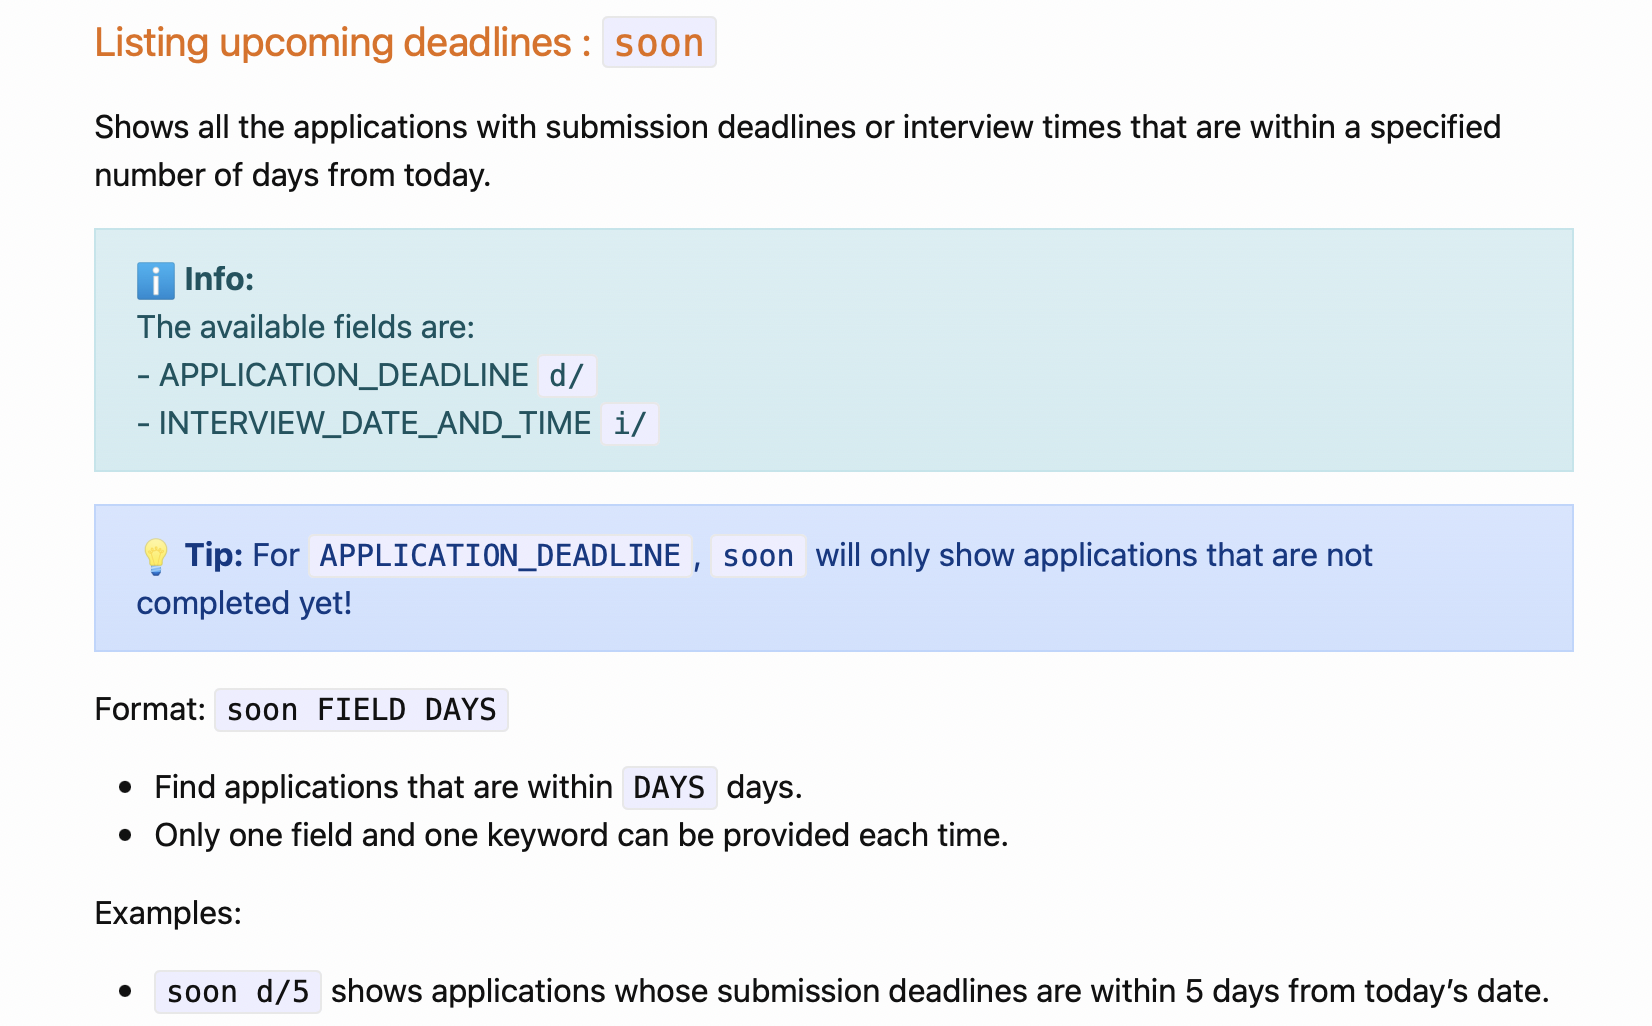 Listing upcoming deadlines : soon
Shows all the applications with submission deadlines or interview times that are within a specified
number of days from today.
ℹ️ Info:
The available fields are:
- APPLICATION_DEADLINE d/
- INTERVIEW_DATE_AND_TIME i/
💡 Tip: For APPLICATION_DEADLINE, soon will only show applications that are not
completed yet!
Format: soon FIELD DAYS
• Find applications that are within DAYS days.
• Only one field and one keyword can be provided each time.
Examples:
• soon d/5 shows applications whose submission deadlines are within 5 days from today’s date.